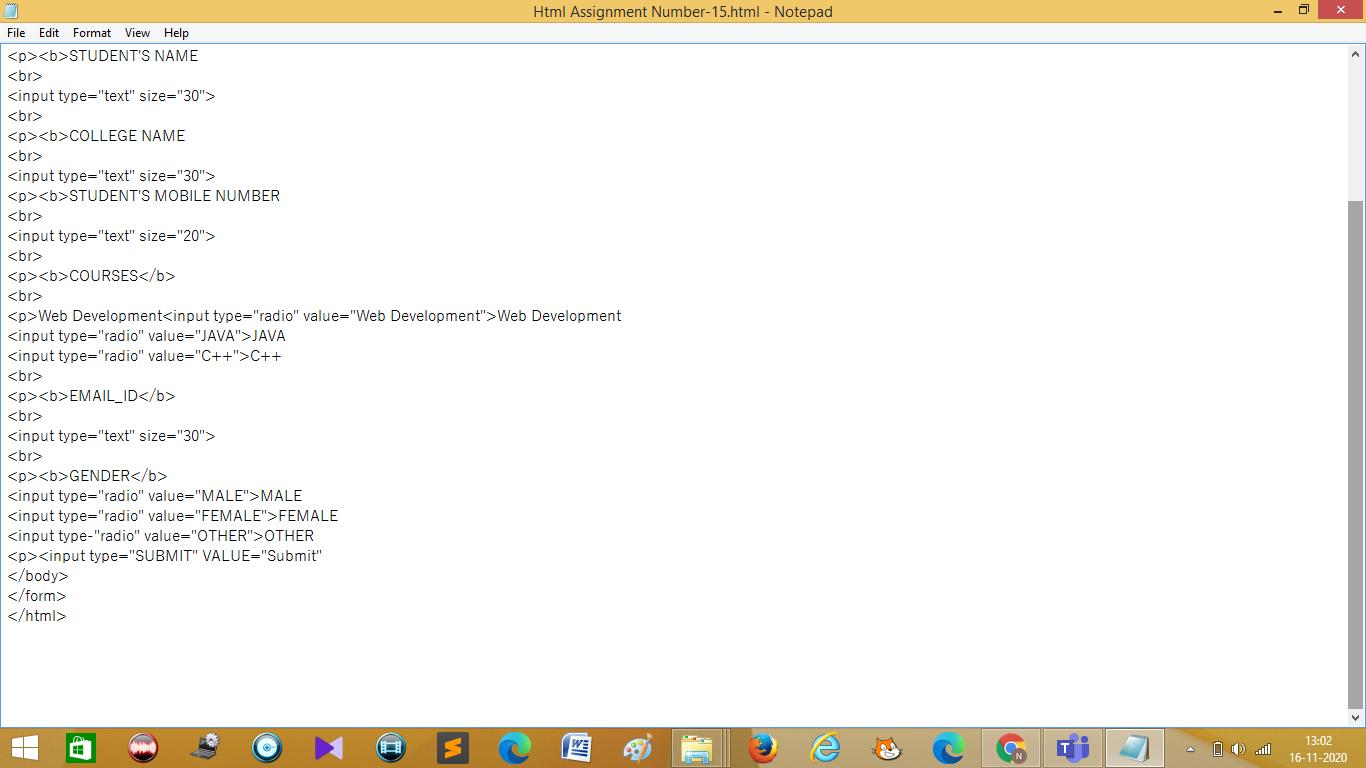 Html Assignment Number-15.html - Notepad
File Edit Format View Help
<p><b>STUDENT'S NAME
<br>
<input type="text" size="30">
<br>
<p><b>COLLEGE NAME
<br>
<input type="text" size="30">
<p><b>STUDENT'S MOBILE NUMBER
<br>
<input type="text" size="20">
<br>
<p><b>COURSES</b>
<br>
<p>Web Development<input type="radio" value="Web Development">Web Development
<input type="radio" value="JAVA">JAVA
<input type="radio" value="C++">C++
<br>
<p><b>EMAIL_ID</b>
<br>
<input type="text" size="30">
<br>
<p><b>GENDER</b>
<input type="radio" value="MALE">MALE
<input type="radio" value="FEMALE">FEMALE
<input type-"radio" value="OTHER">OTHER
<p><input type="SUBMIT" VALUE="Submit"
</body>
</form>
</html>
13:02
16-11-2020